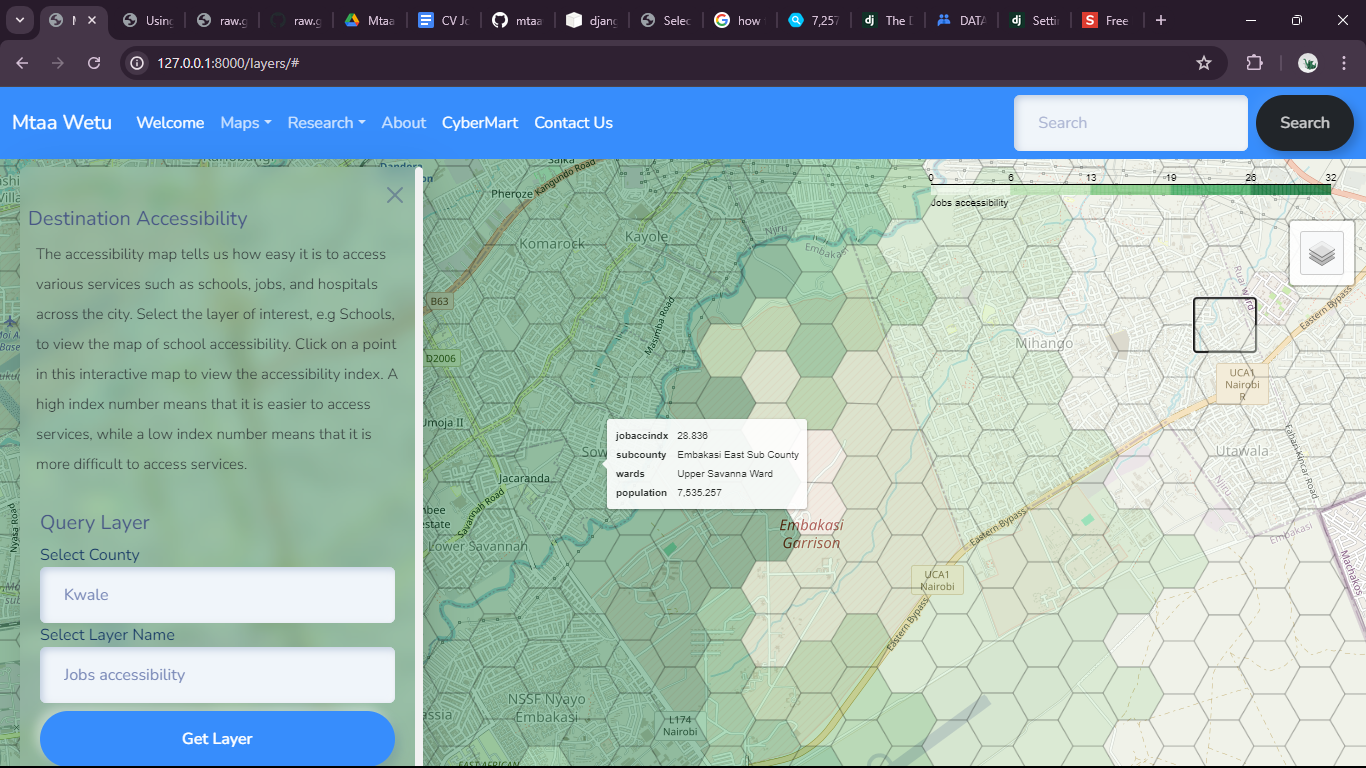 M
Using
raw.g
raw.g
Mtaa
CV Jo
mtaa
djang
Selec
how
7,257
The D
DATA
Settin
Free
127.0.0.1:8000/layers/#
Mtaa Wetu
Welcome
Maps
Research
About
CyberMart
Contact Us
Search
Search
Destination Accessibility
The accessibility map tells us how easy it is to access
various services such as schools, jobs, and hospitals
across the city. Select the layer of interest, e.g Schools,
to view the map of school accessibility. Click on a point
in this interactive map to view the accessibility index. A
high index number means that it is easier to access
services, while a low index number means that it is
more difficult to access services.
Query Layer
Select County
Kwale
Select Layer Name
Jobs accessibility
Get Layer
0 6 13 19 26 32
Jobs accessibility
Pheroze
Kangundo Road
Komarock
Kayole
Njiru
Embakasi
B63
Masimba Road
D2006
Umoja II
Mihango
Ruai ward
Eastern Bypass
UCA1
Nairobi
R
Sow
jobaccindx 28.836
subcounty Embakasi East Sub County
wards Upper Savanna Ward
population 7,535.257
Jacaranda
Savannah Road
Lower Savannah
Utawala
Njiru
Embakasi
Machakos
Embakasi
Garrison
Eastern Bypass
UCA1
Nairobi
Eastern Bypass
NSSF Nyayo
Embakasi
L174
Nairobi
EAST AFRICAN
Nyasa Road